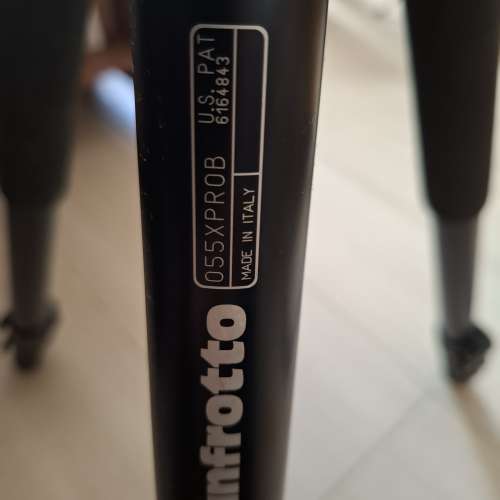 055XPROB
U.S. PAT
6164843
MADE IN ITALY
nfrotto